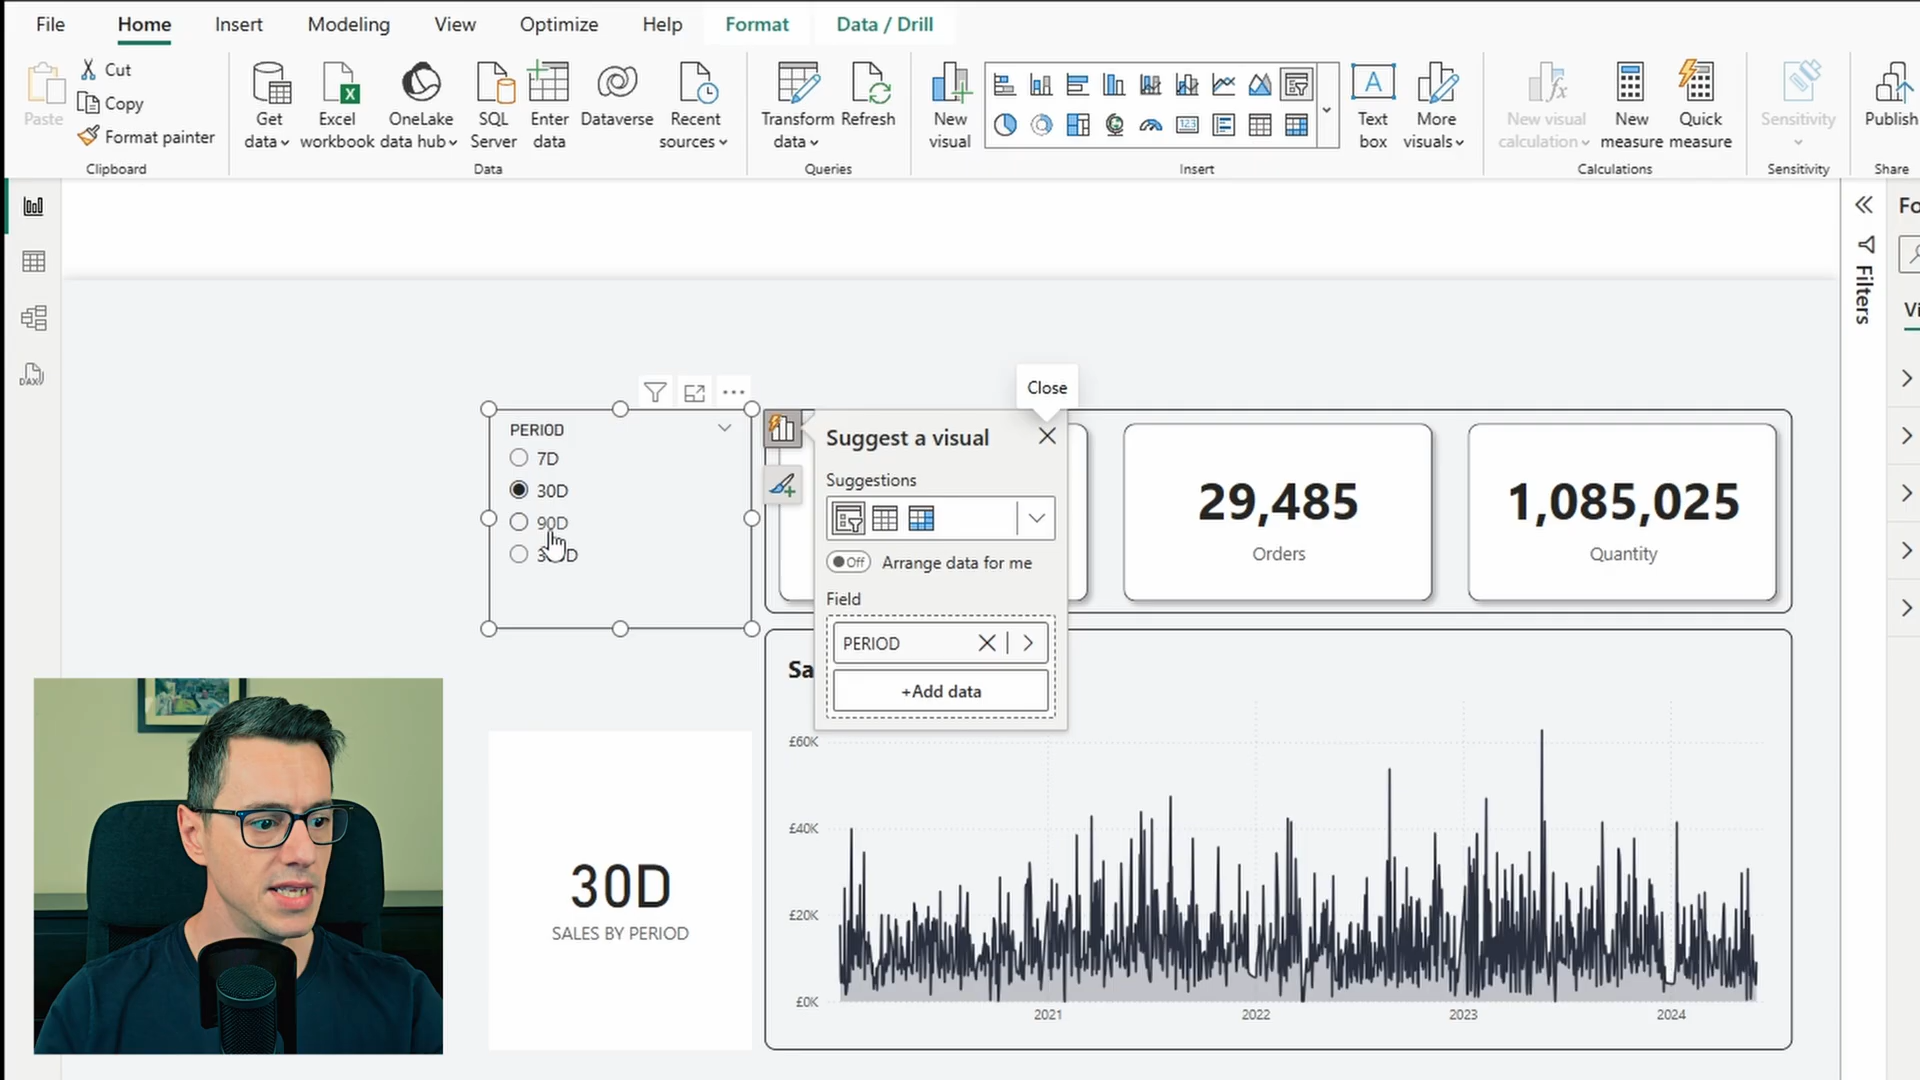 File Home Insert Modeling View Optimize Help Format Data / Drill
Paste
Cut
Copy
Format painter
Clipboard
Get data
Excel workbook
OneLake data hub
SQL Server
Enter data
Dataverse
Recent sources
Data
Transform data
Refresh
Queries
New visual
Text box
More visuals
Insert
New visual calculation
New measure
Quick measure
Calculations
Sensitivity
Sensitivity
Publish
Share
DAX
Filters
PERIOD
7D
30D
90D
Close
Suggest a visual
Suggestions
Off Arrange data for me
Field
PERIOD
+Add data
29,485
Orders
1,085,025
Quantity
30D
SALES BY PERIOD
£60K
£40K
£20K
£0K
2021 2022 2023 2024